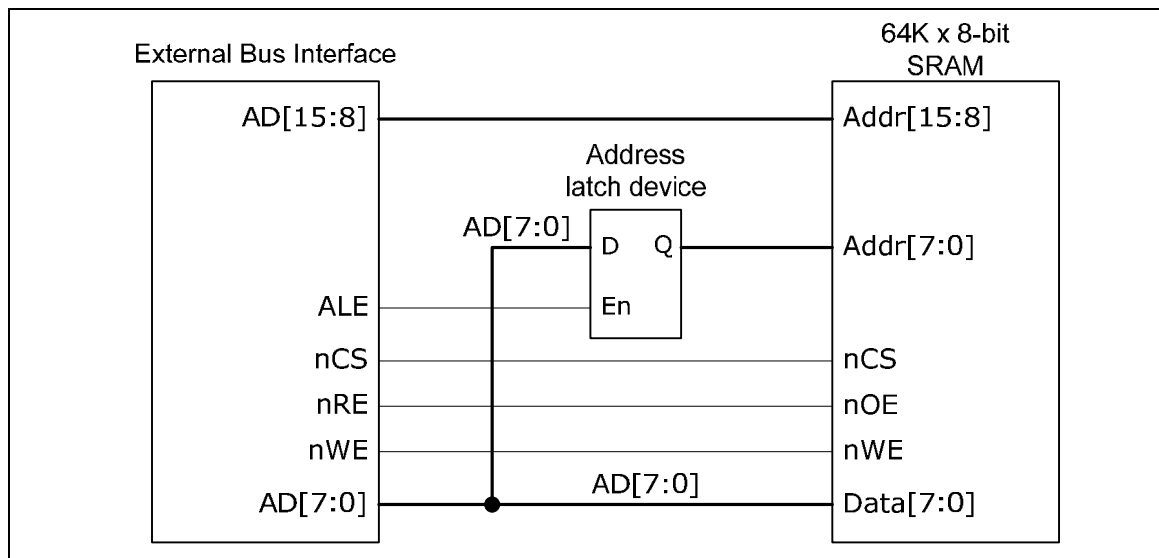 External Bus Interface
64K x 8-bit
SRAM
AD[15:8]
Addr[15:8]
Address
latch device
AD[7:0]
D
Q
Addr[7:0]
ALE
En
nCS
nCS
nRE
nOE
nWE
nWE
AD[7:0]
AD[7:0]
Data[7:0]